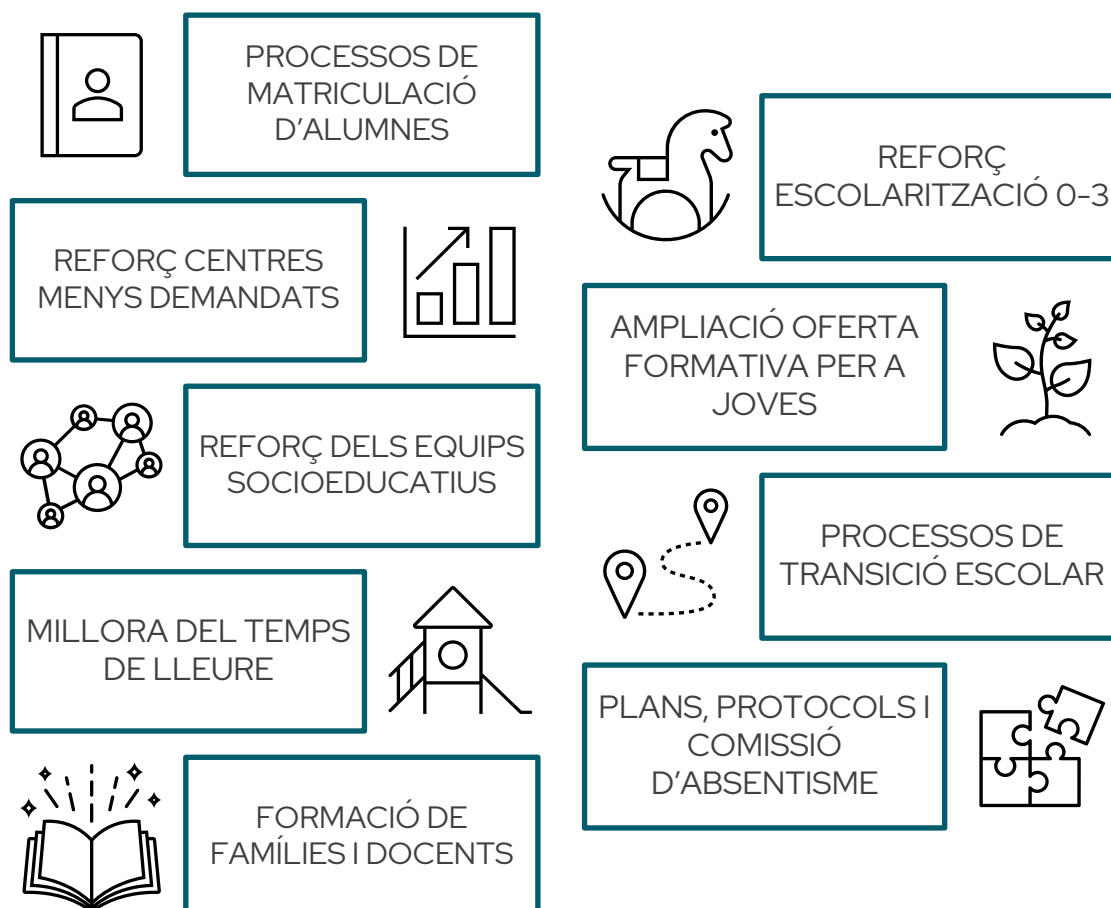 PROCESSOS DE
MATRICULACIÓ
D'ALUMNES
REFORÇ CENTRES
MENYS DEMANDATS
REFORÇ DELS EQUIPS
SOCIOEDUCATIUS
MILLORA DEL TEMPS
DE LLEURE
FORMACIÓ DE
FAMÍLIES I DOCENTS
REFORÇ
ESCOLARITZACIÓ 0-3
AMPLIACIÓ OFERTA
FORMATIVA PER A
JOVES
PROCESSOS DE
TRANSICIÓ ESCOLAR
PLANS, PROTOCOLS I
COMISSIÓ
D'ABSENTISME